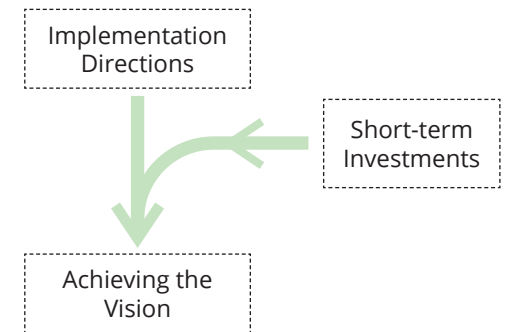 Implementation
Directions
Short-term
Investments
Achieving the
Vision